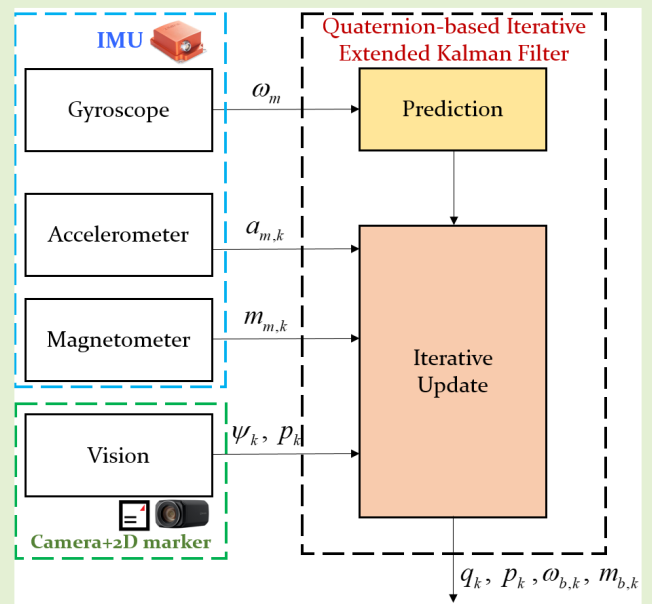 Quaternion-based Iterative
Extended Kalman Filter
IMU
Gyroscope
ω_m
Prediction
Accelerometer
a_{m,k}
Magnetometer
m_{m,k}
Iterative
Update
Vision
ψ_k, p_k
Camera+2D marker
q_k, p_k, ω_{b,k}, m_{b,k}